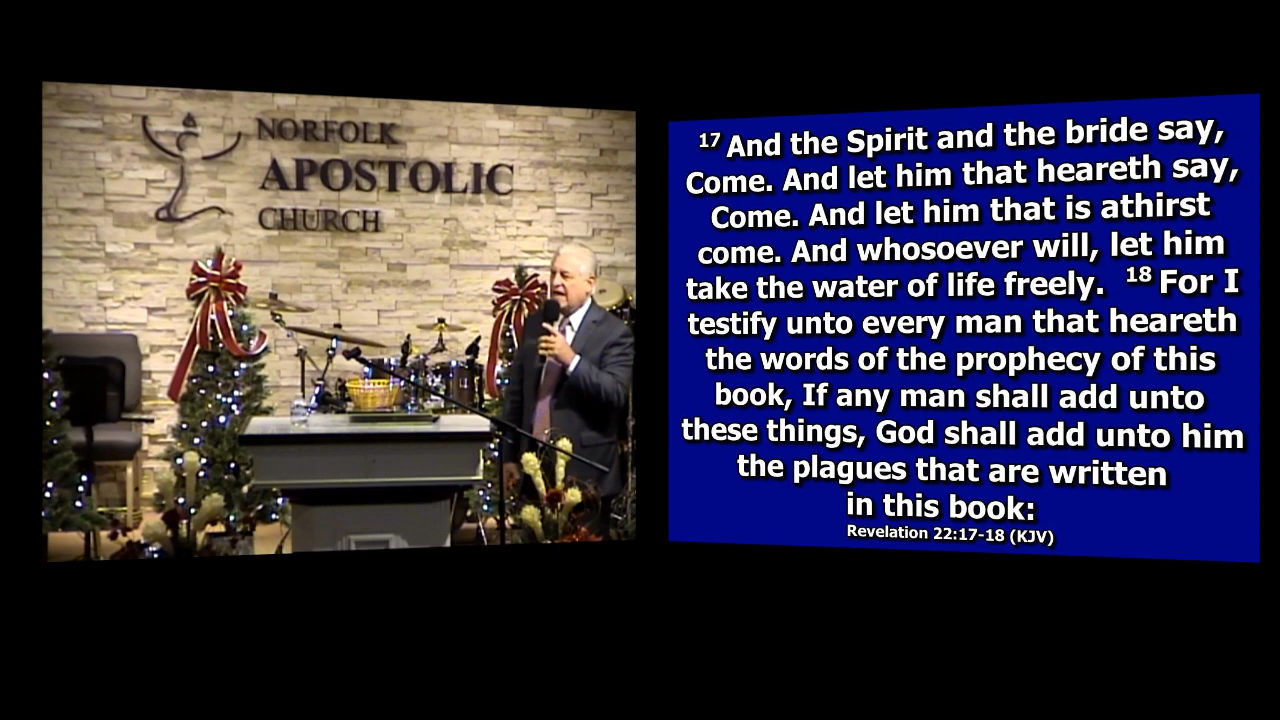 NORFOLK
APOSTOLIC
CHURCH
17 And the Spirit and the bride say,
Come. And let him that heareth say,
Come. And let him that is athirst
come. And whosoever will, let him
take the water of life freely. 18 For I
testify unto every man that heareth
the words of the prophecy of this
book, If any man shall add unto
these things, God shall add unto him
the plagues that are written
in this book:
Revelation 22:17-18 (KJV)